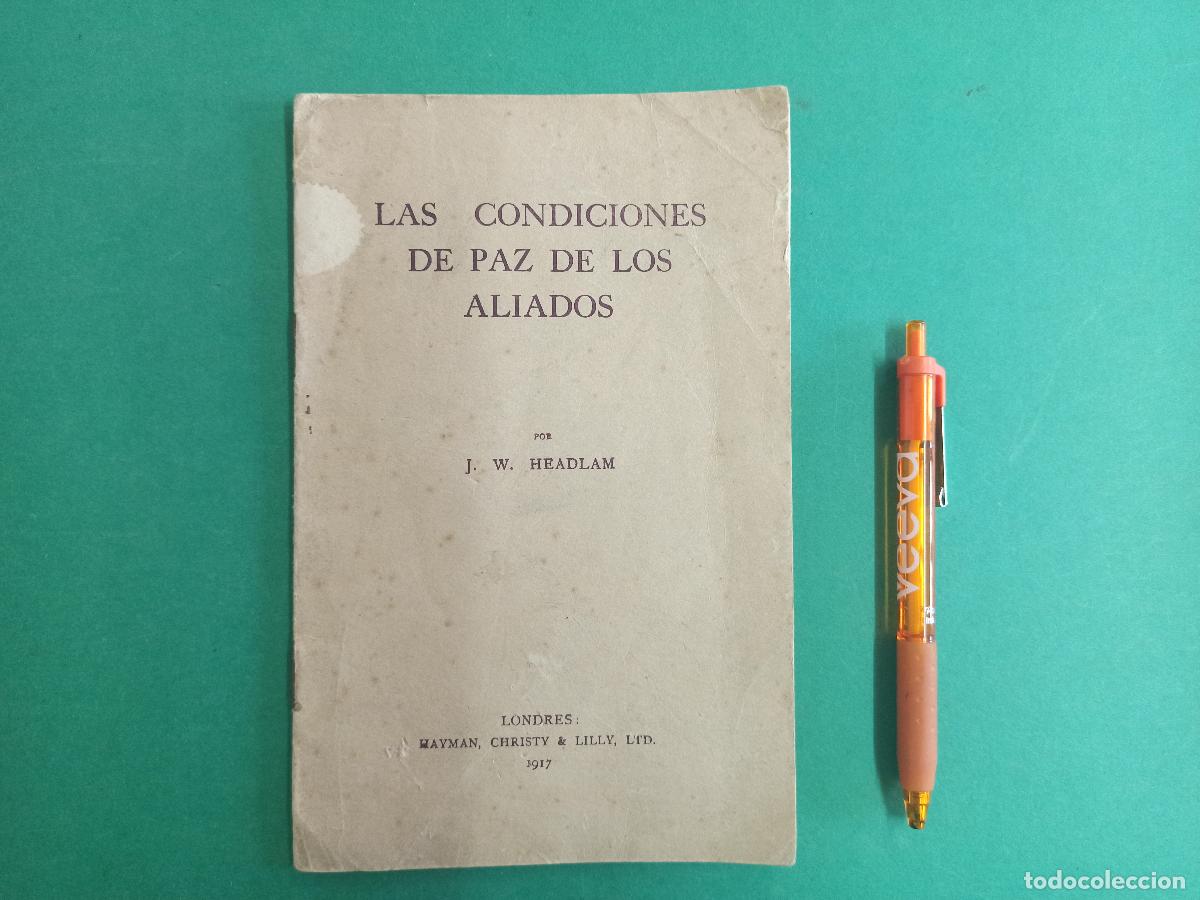 LAS CONDICIONES
DE PAZ DE LOS
ALIADOS
POR
J. W. HEADLAM
LONDRES:
HAYMAN, CHRISTY & LILLY, LTD.
1917
veeva
todocoleccion